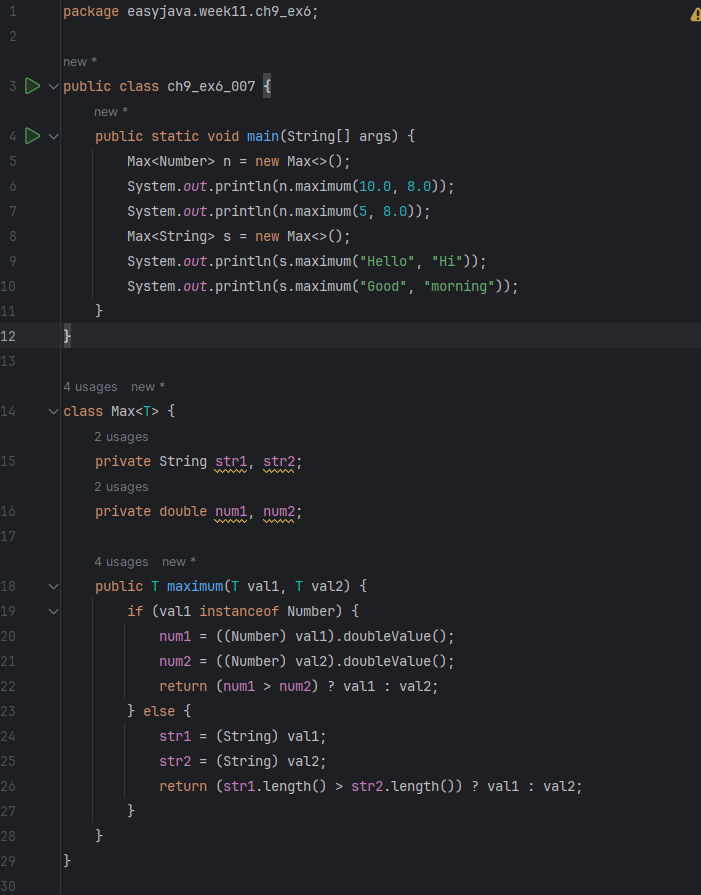 1 package easyjava.week11.ch9_ex6;
2
new *
3 public class ch9_ex6_007 {
new *
4 public static void main(String[] args) {
5 Max<Number> n = new Max<>();
6 System.out.println(n.maximum(10.0, 8.0));
7 System.out.println(n.maximum(5, 8.0));
8 Max<String> s = new Max<>();
9 System.out.println(s.maximum("Hello", "Hi"));
10 System.out.println(s.maximum("Good", "morning"));
11 }
12 }
13
4 usages new *
14 class Max<T> {
2 usages
15 private String str1, str2;
2 usages
16 private double num1, num2;
17
4 usages new *
18 public T maximum(T val1, T val2) {
19 if (val1 instanceof Number) {
20 num1 = ((Number) val1).doubleValue();
21 num2 = ((Number) val2).doubleValue();
22 return (num1 > num2) ? val1 : val2;
23 } else {
24 str1 = (String) val1;
25 str2 = (String) val2;
26 return (str1.length() > str2.length()) ? val1 : val2;
27 }
28 }
29 }
30